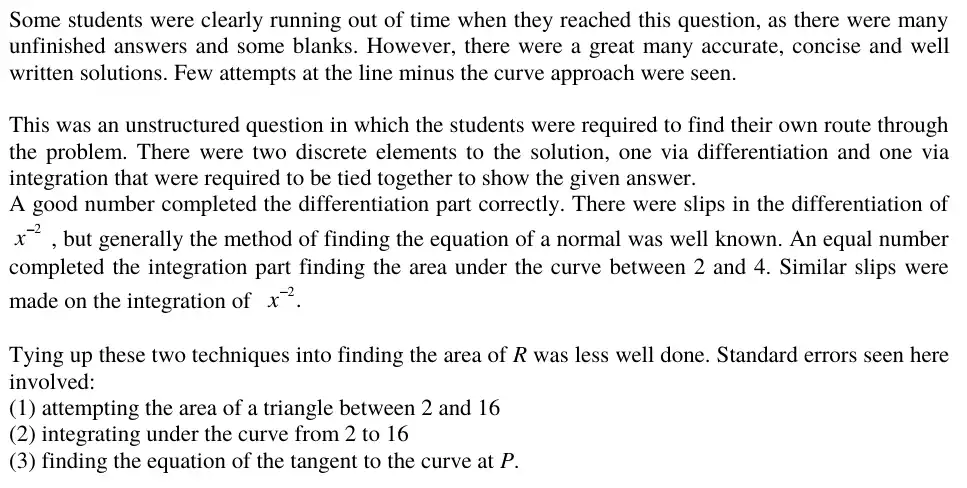 Some students were clearly running out of time when they reached this question, as there were many
unfinished answers and some blanks. However, there were a great many accurate, concise and well
written solutions. Few attempts at the line minus the curve approach were seen.
This was an unstructured question in which the students were required to find their own route through
the problem. There were two discrete elements to the solution, one via differentiation and one via
integration that were required to be tied together to show the given answer.
A good number completed the differentiation part correctly. There were slips in the differentiation of
x⁻² , but generally the method of finding the equation of a normal was well known. An equal number
completed the integration part finding the area under the curve between 2 and 4. Similar slips were
made on the integration of x⁻².
Tying up these two techniques into finding the area of R was less well done. Standard errors seen here
involved:
(1) attempting the area of a triangle between 2 and 16
(2) integrating under the curve from 2 to 16
(3) finding the equation of the tangent to the curve at P.